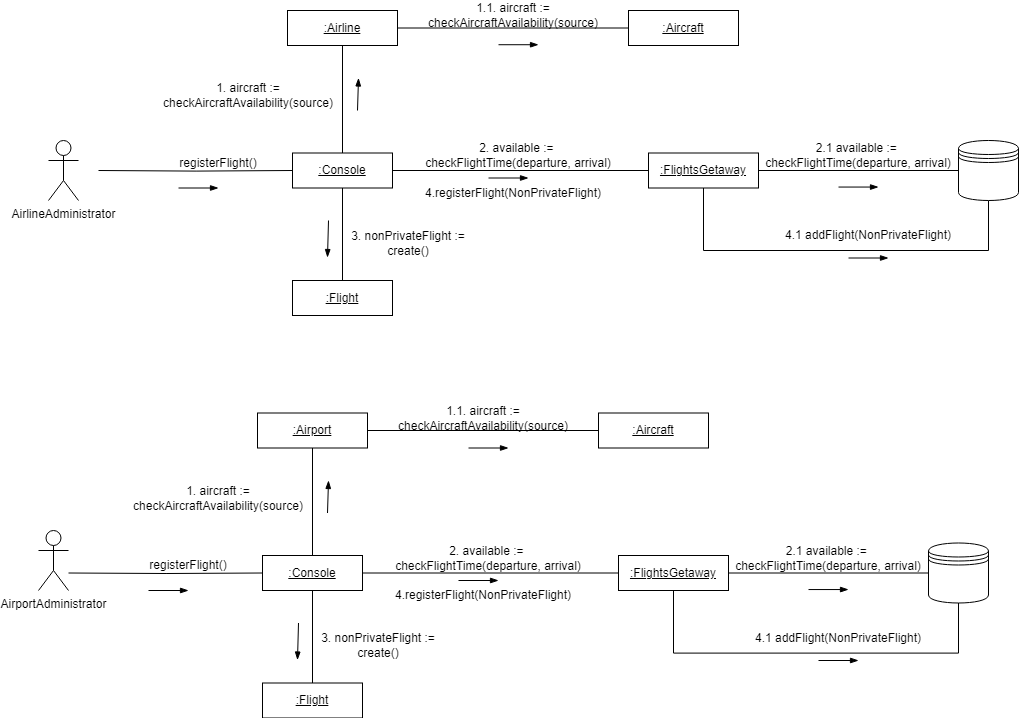 1.1. aircraft :=
checkAircraftAvailability(source)
:Airline
:Aircraft
1. aircraft :=
checkAircraftAvailability(source)
registerFlight()
2. available :=
checkFlightTime(departure, arrival)
2.1 available :=
checkFlightTime(departure, arrival)
:Console
:FlightsGetaway
4.registerFlight(NonPrivateFlight)
AirlineAdministrator
3. nonPrivateFlight :=
create()
4.1 addFlight(NonPrivateFlight)
:Flight
1.1. aircraft :=
checkAircraftAvailability(source)
:Airport
:Aircraft
1. aircraft :=
checkAircraftAvailability(source)
registerFlight()
2. available :=
checkFlightTime(departure, arrival)
2.1 available :=
checkFlightTime(departure, arrival)
:Console
:FlightsGetaway
4.registerFlight(NonPrivateFlight)
AirportAdministrator
3. nonPrivateFlight :=
create()
4.1 addFlight(NonPrivateFlight)
:Flight